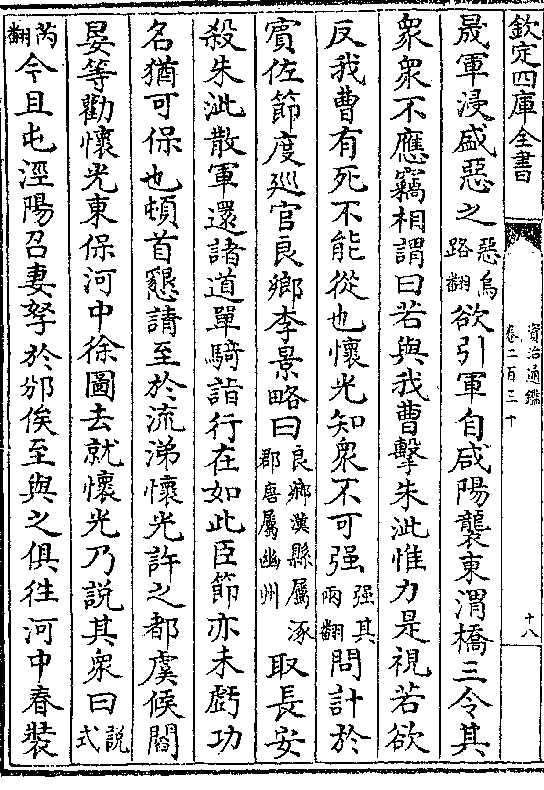 欽定四庫全書
資治通鑑
卷二百三十
十八
晟軍浸盛惡之惡烏路翻欲引軍自咸陽襲東渭橋三令其
衆衆不應竊相謂曰若與我曹擊朱泚惟力是視若欲
反我曹有死不能從也懷光知衆不可强强其兩翻問計於
賓佐節度巡官良鄉李景略曰良鄉漢縣屬涿郡唐屬幽州取長安
殺朱泚散軍還諸道單騎詣行在如此臣節亦未虧功
名猶可保也頓首懇請至於流涕懷光許之都虞候閻
晏等勸懷光東保河中徐圖去就懷光乃說其衆曰說式
芮翻今且屯涇陽召妻孥於邠俟至與之俱往河中春裝